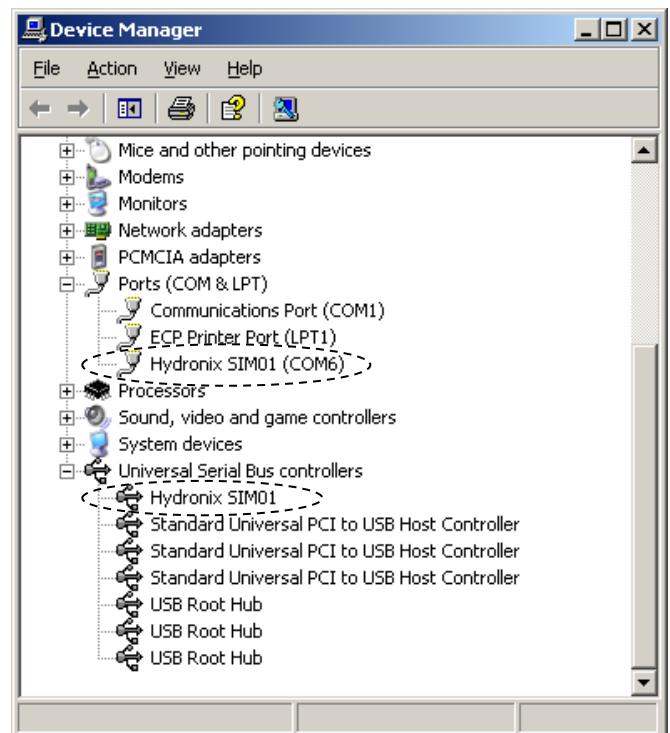 Device Manager
File Action View Help
Mice and other pointing devices
Modems
Monitors
Network adapters
PCMCIA adapters
Ports (COM & LPT)
Communications Port (COM1)
ECP Printer Port (LPT1)
Hydronix SIM01 (COM6)
Processors
Sound, video and game controllers
System devices
Universal Serial Bus controllers
Hydronix SIM01
Standard Universal PCI to USB Host Controller
Standard Universal PCI to USB Host Controller
Standard Universal PCI to USB Host Controller
USB Root Hub
USB Root Hub
USB Root Hub